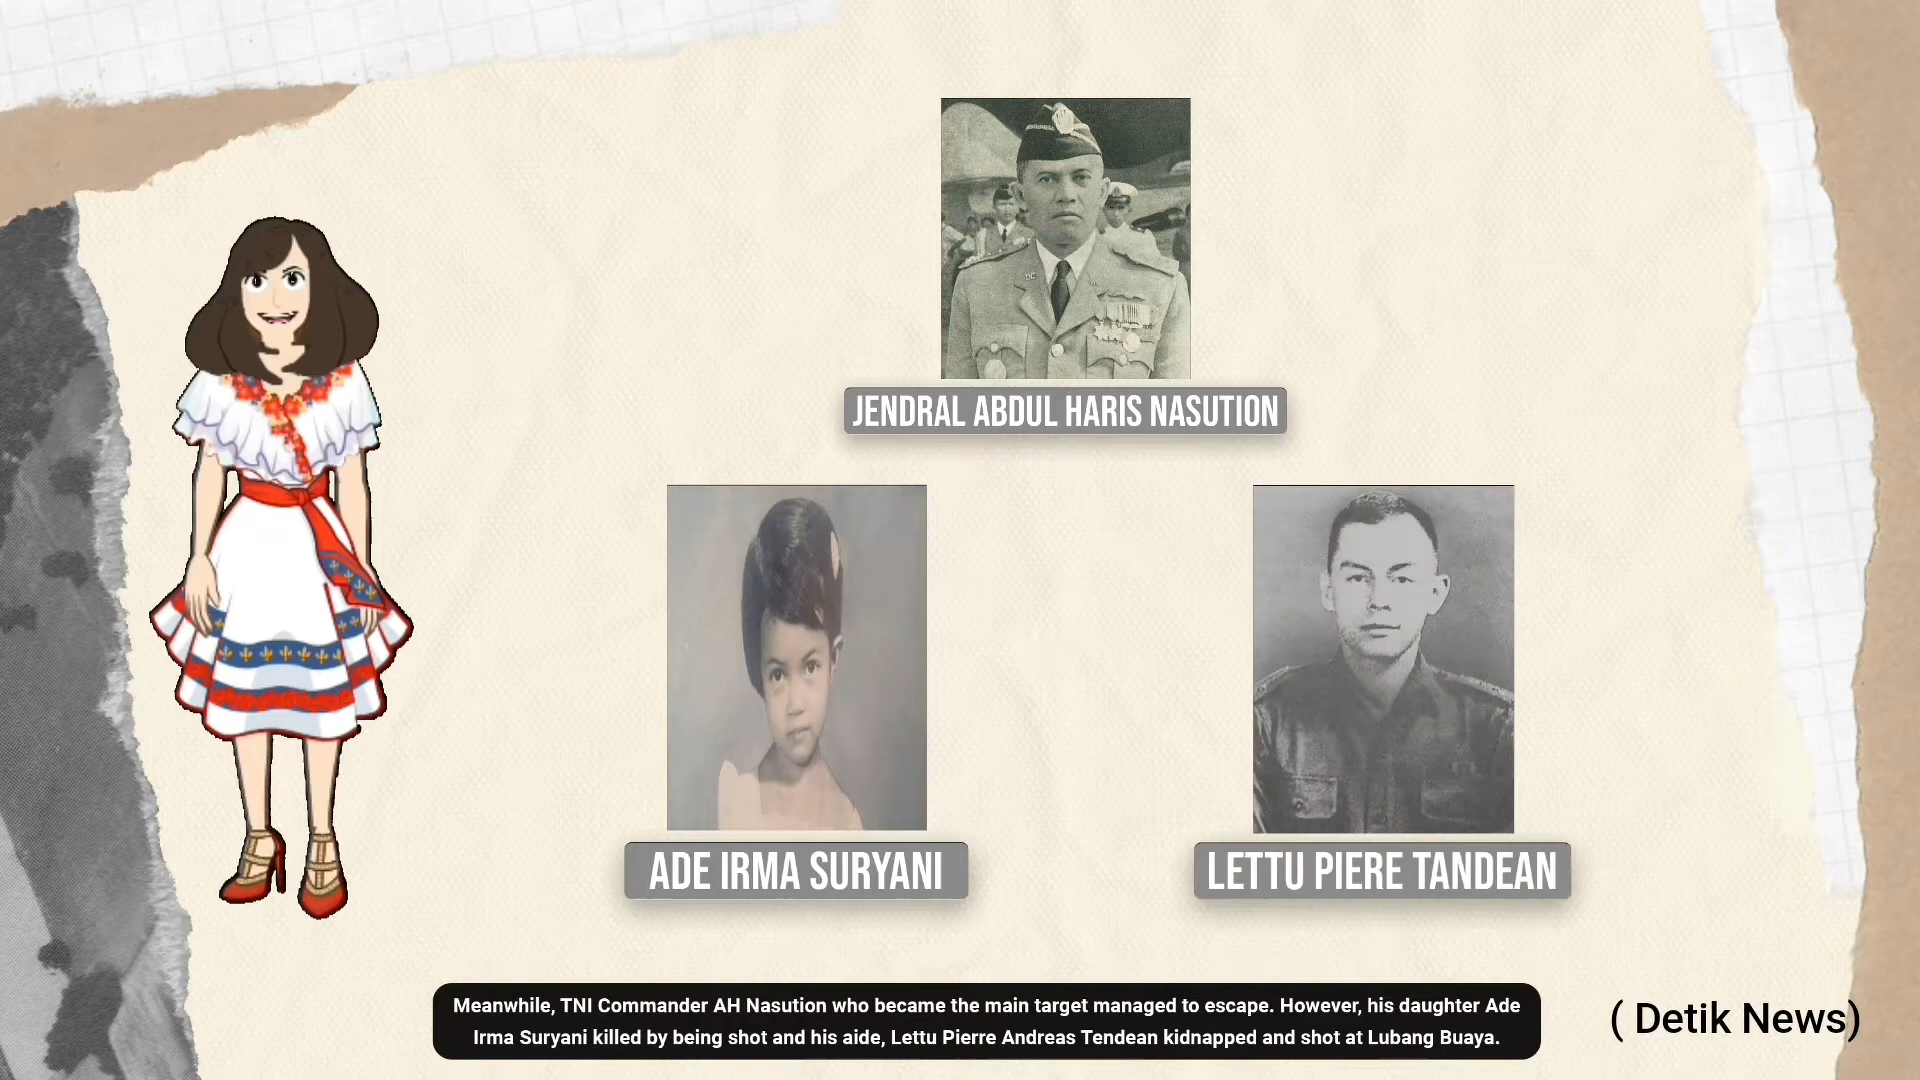 JENDRAL ABDUL HARIS NASUTION
ADE IRMA SURYANI
LETTU PIERE TANDEAN
Meanwhile, TNI Commander AH Nasution who became the main target managed to escape. However, his daughter Ade
Irma Suryani killed by being shot and his aide, Lettu Pierre Andreas Tendean kidnapped and shot at Lubang Buaya.
( Detik News)